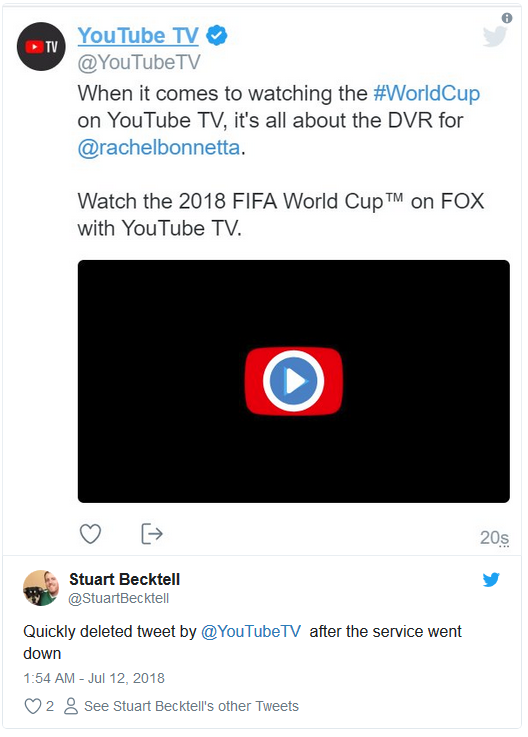 TV
YouTube TV
@YouTubeTV
When it comes to watching the #WorldCup
on YouTube TV, it's all about the DVR for
@rachelbonnetta.
Watch the 2018 FIFA World Cup™ on FOX
with YouTube TV.
20s
Stuart Becktell
@StuartBecktell
Quickly deleted tweet by @YouTubeTV after the service went
down
1:54 AM - Jul 12, 2018
2 See Stuart Becktell's other Tweets